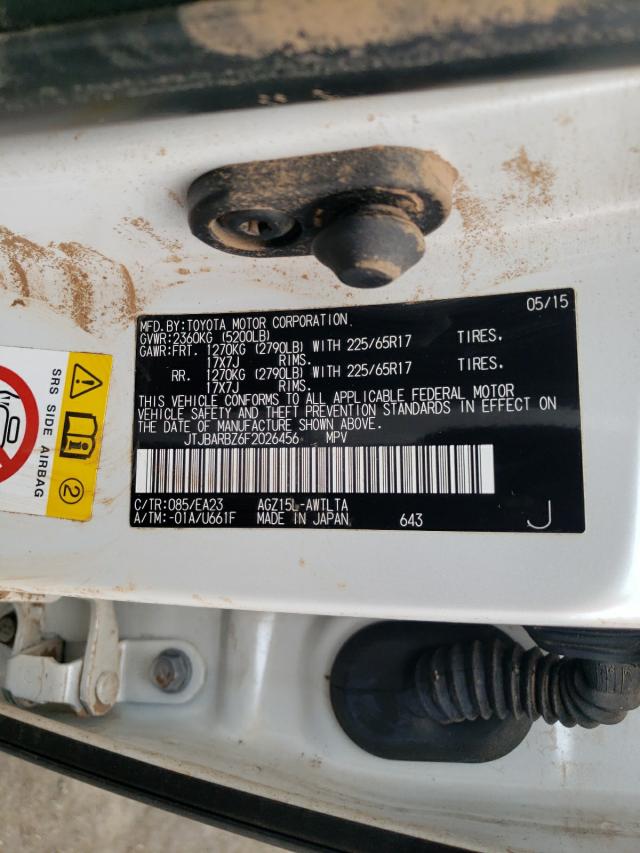 MFD.BY:TOYOTA MOTOR CORPORATION 05/15
GVWR:2360KG (5200LB)
GAWR:FRT. 1270KG (2790LB) WITH 225/65R17 TIRES.
17X7J RIMS.
RR. 1270KG (2790LB) WITH 225/65R17 TIRES.
17X7J RIMS.
THIS VEHICLE CONFORMS TO ALL APPLICABLE FEDERAL MOTOR
VEHICLE SAFETY AND THEFT PREVENTION STANDARDS IN EFFECT
ON THE DATE OF MANUFACTURE SHOWN ABOVE.
JTJBARBZ6F2026456 MPV
C/TR:085/EA23 AGZ15L-AWTLTA
A/TM:-01A/U661F MADE IN JAPAN 643 J
SRS SIDE AIRBAG
2